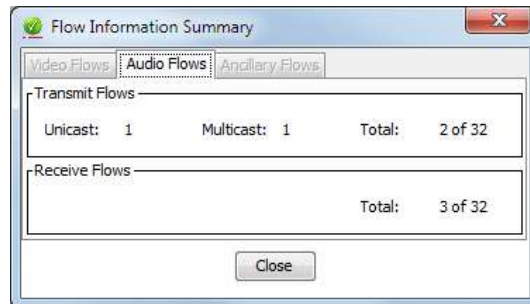 Flow Information Summary
Video Flows Audio Flows Ancillary Flows
Transmit Flows
Unicast: 1 Multicast: 1 Total: 2 of 32
Receive Flows
Total: 3 of 32
Close